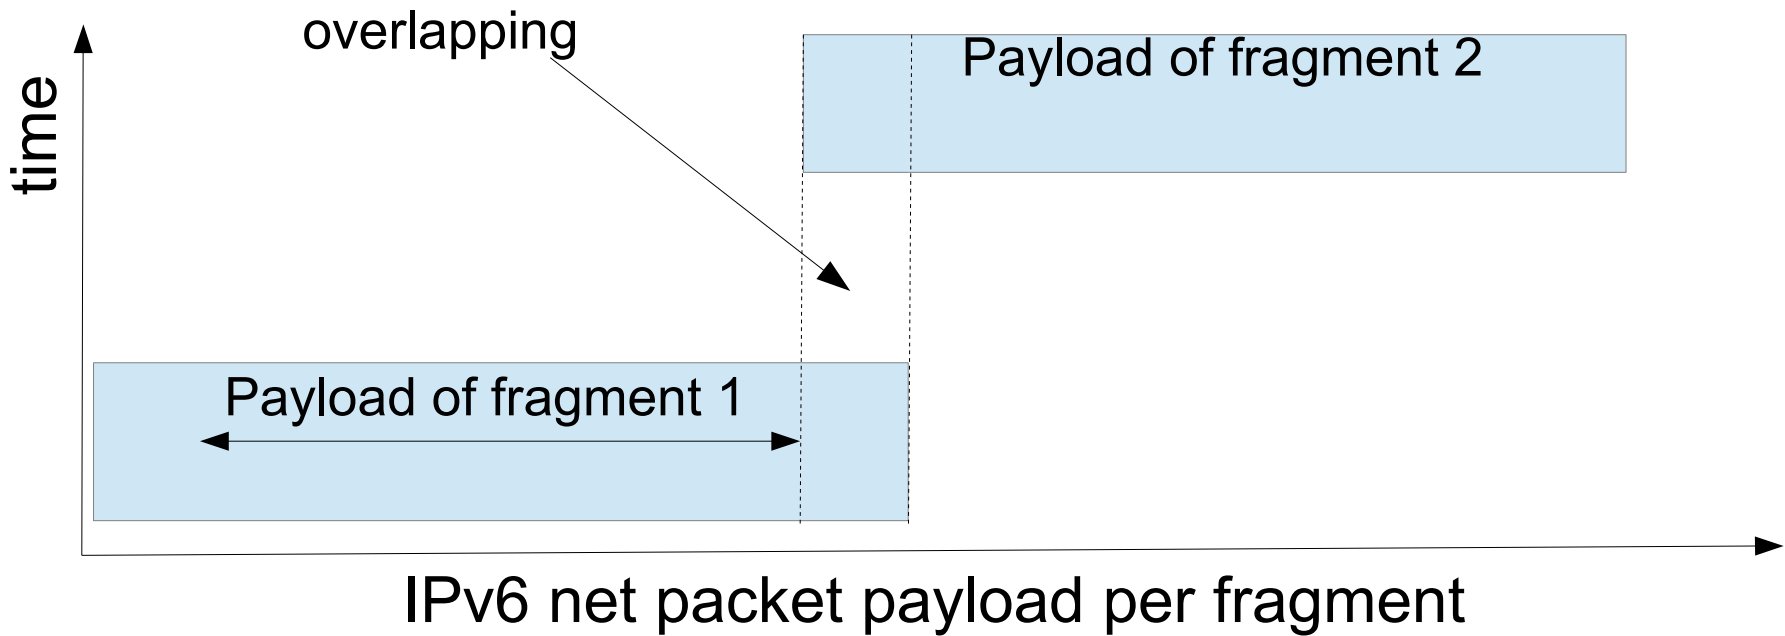 overlapping
Payload of fragment 2
time
Payload of fragment 1
IPv6 net packet payload per fragment